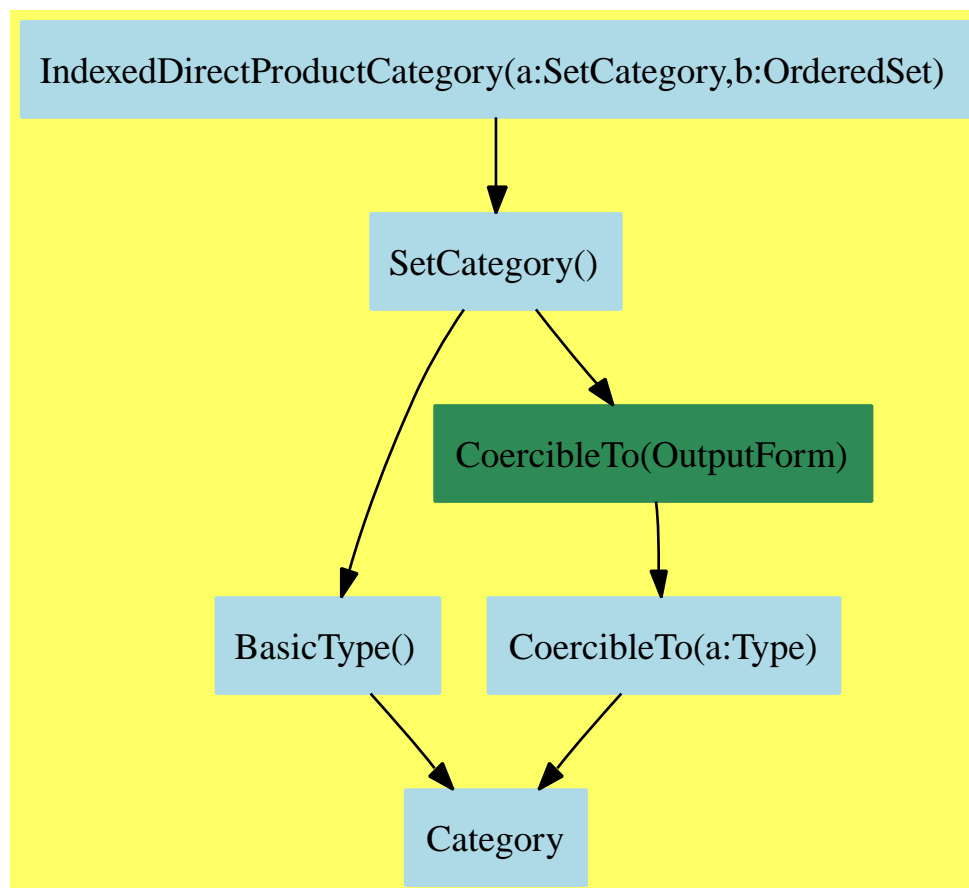 IndexedDirectProductCategory(a:SetCategory,b:OrderedSet)
SetCategory()
CoercibleTo(OutputForm)
BasicType()
CoercibleTo(a:Type)
Category